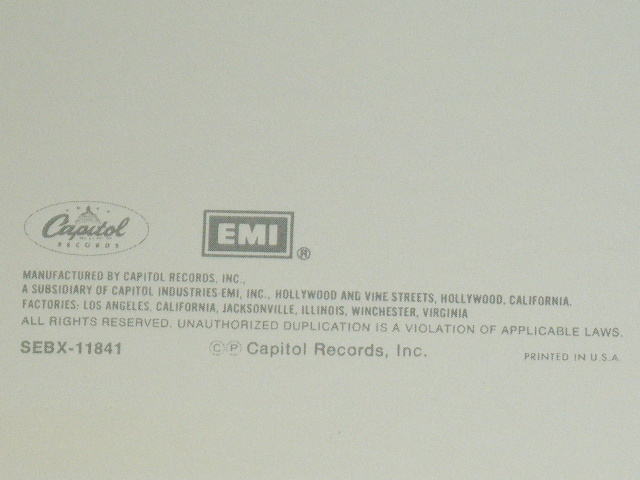 Capitol
RECORDS
EMI ®
MANUFACTURED BY CAPITOL RECORDS, INC.,
A SUBSIDIARY OF CAPITOL INDUSTRIES-EMI, INC., HOLLYWOOD AND VINE STREETS, HOLLYWOOD, CALIFORNIA.
FACTORIES: LOS ANGELES, CALIFORNIA, JACKSONVILLE, ILLINOIS, WINCHESTER, VIRGINIA
ALL RIGHTS RESERVED. UNAUTHORIZED DUPLICATION IS A VIOLATION OF APPLICABLE LAWS.
SEBX-11841 ©℗ Capitol Records, Inc. PRINTED IN U.S.A.